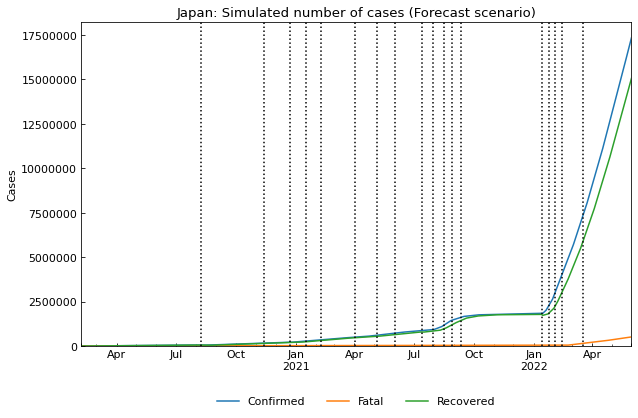 Japan: Simulated number of cases (Forecast scenario)
17500000
15000000
12500000
10000000
7500000
5000000
2500000
0
Cases
Apr Jul Oct Jan Apr Jul Oct Jan Apr
2021 2022
Confirmed Fatal Recovered